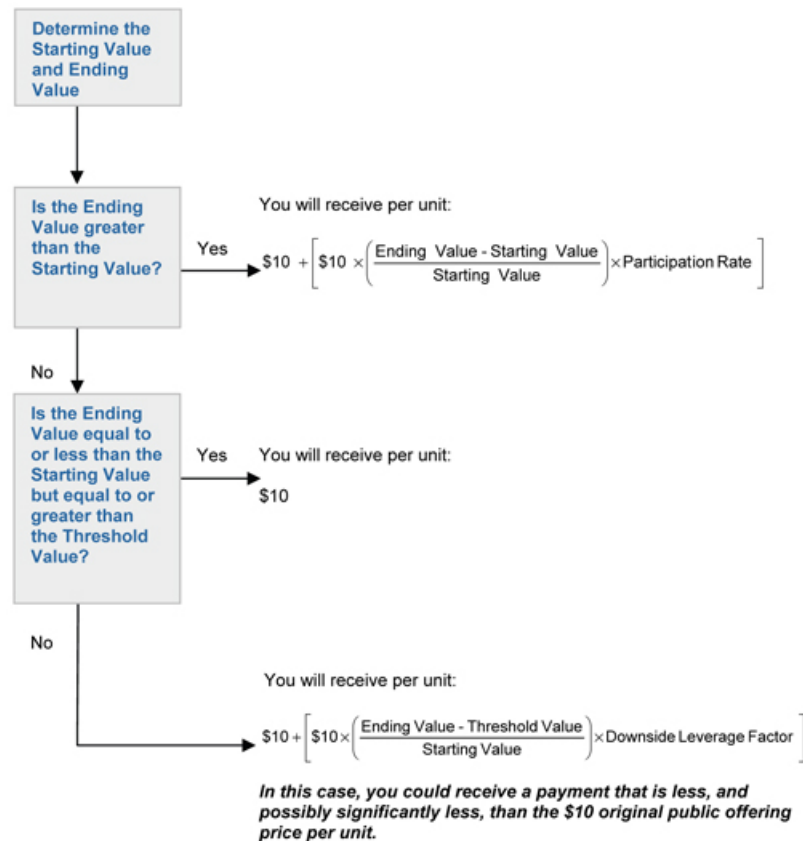 Determine the
Starting Value
and Ending
Value
Is the Ending
Value greater
than the
Starting Value?
Yes
You will receive per unit:
$10 + [ $10 × ( (Ending Value - Starting Value) / Starting Value ) × Participation Rate ]
No
Is the Ending
Value equal to
or less than the
Starting Value
but equal to or
greater than
the Threshold
Value?
Yes
You will receive per unit:
$10
No
You will receive per unit:
$10 + [ $10 × ( (Ending Value - Threshold Value) / Starting Value ) × Downside Leverage Factor ]
In this case, you could receive a payment that is less, and
possibly significantly less, than the $10 original public offering
price per unit.